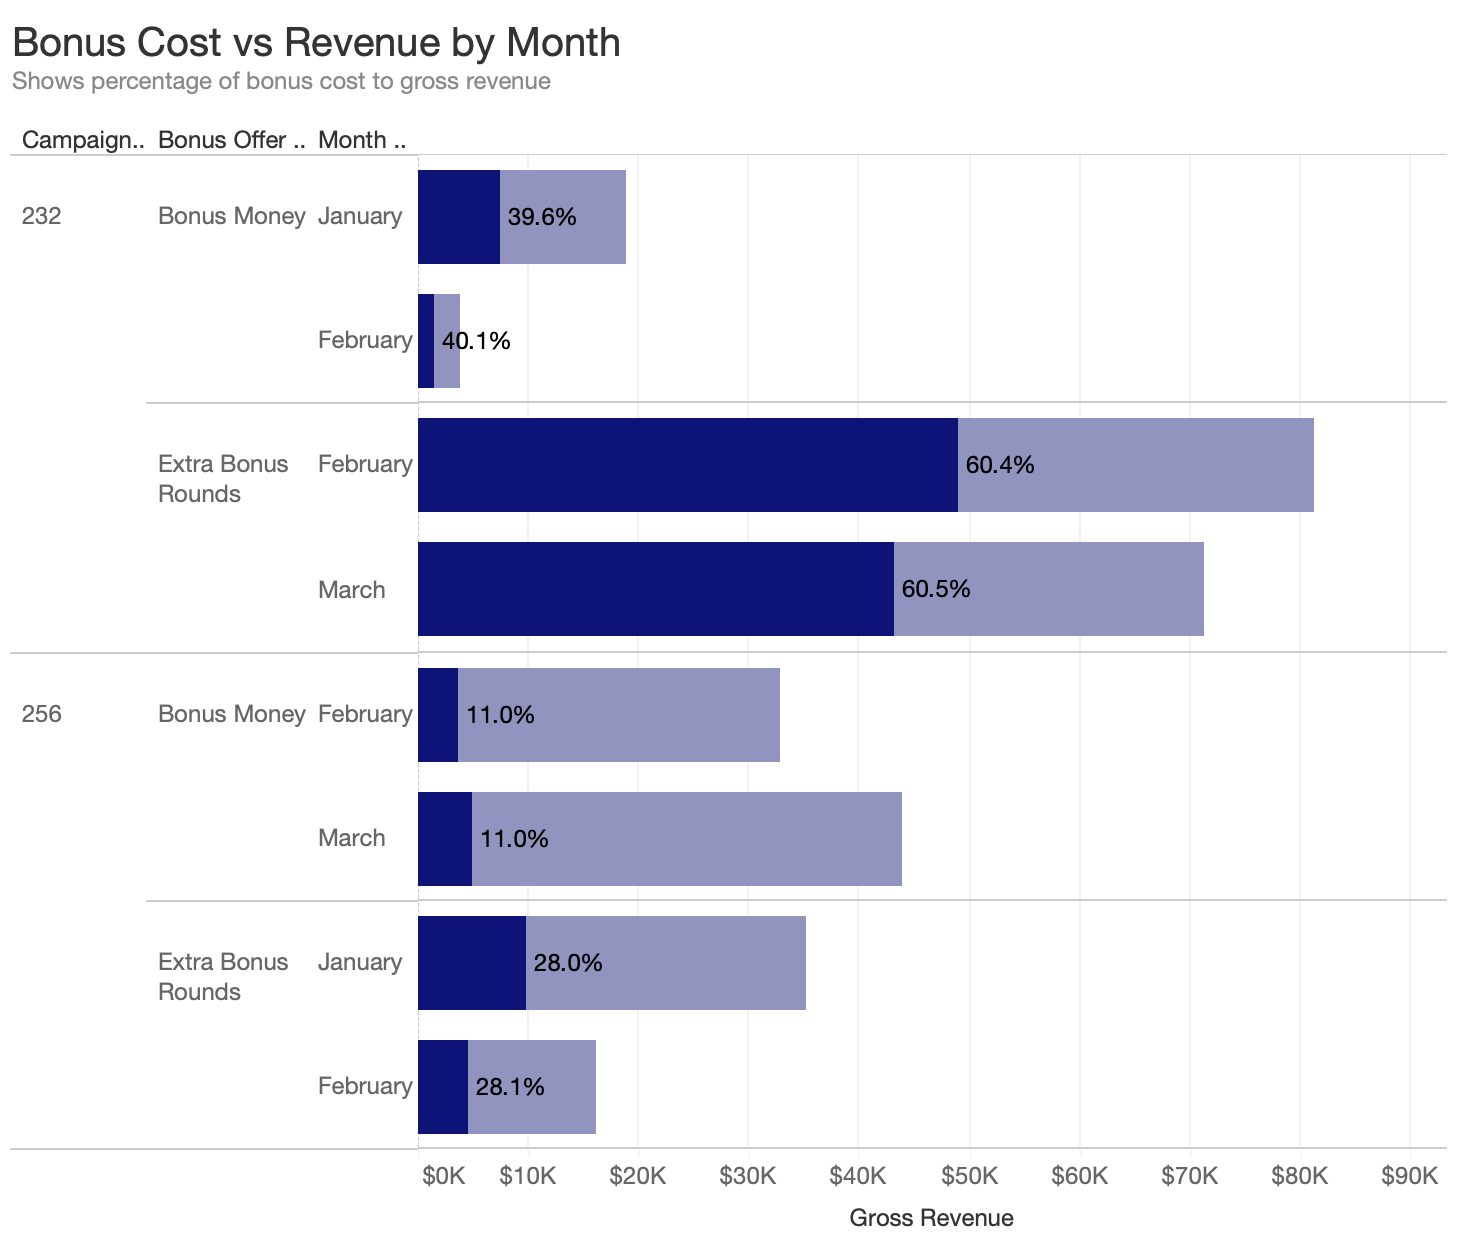 Bonus Cost vs Revenue by Month
Shows percentage of bonus cost to gross revenue
Campaign.. Bonus Offer .. Month ..
232 Bonus Money January 39.6%
February 40.1%
Extra Bonus Rounds February 60.4%
March 60.5%
256 Bonus Money February 11.0%
March 11.0%
Extra Bonus Rounds January 28.0%
February 28.1%
$0K $10K $20K $30K $40K $50K $60K $70K $80K $90K
Gross Revenue